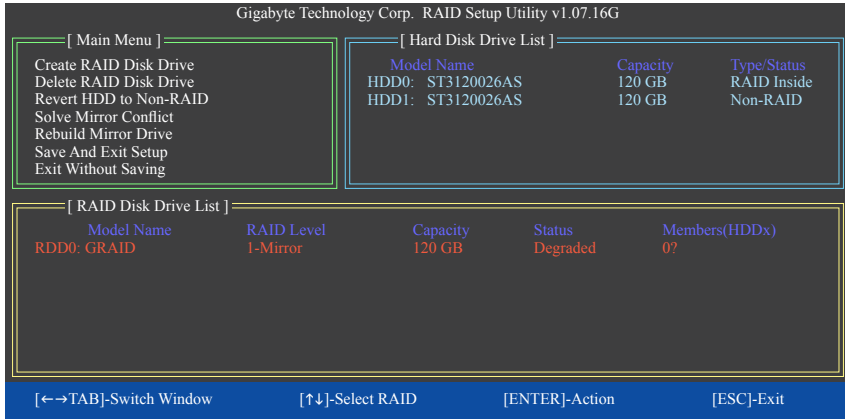 Gigabyte Technology Corp. RAID Setup Utility v1.07.16G
[ Main Menu ]
Create RAID Disk Drive
Delete RAID Disk Drive
Revert HDD to Non-RAID
Solve Mirror Conflict
Rebuild Mirror Drive
Save And Exit Setup
Exit Without Saving
[ Hard Disk Drive List ]
Model Name Capacity Type/Status
HDD0: ST3120026AS 120 GB RAID Inside
HDD1: ST3120026AS 120 GB Non-RAID
[ RAID Disk Drive List ]
Model Name RAID Level Capacity Status Members(HDDx)
RDD0: GRAID 1-Mirror 120 GB Degraded 0?
[←→TAB]-Switch Window [↑↓]-Select RAID [ENTER]-Action [ESC]-Exit